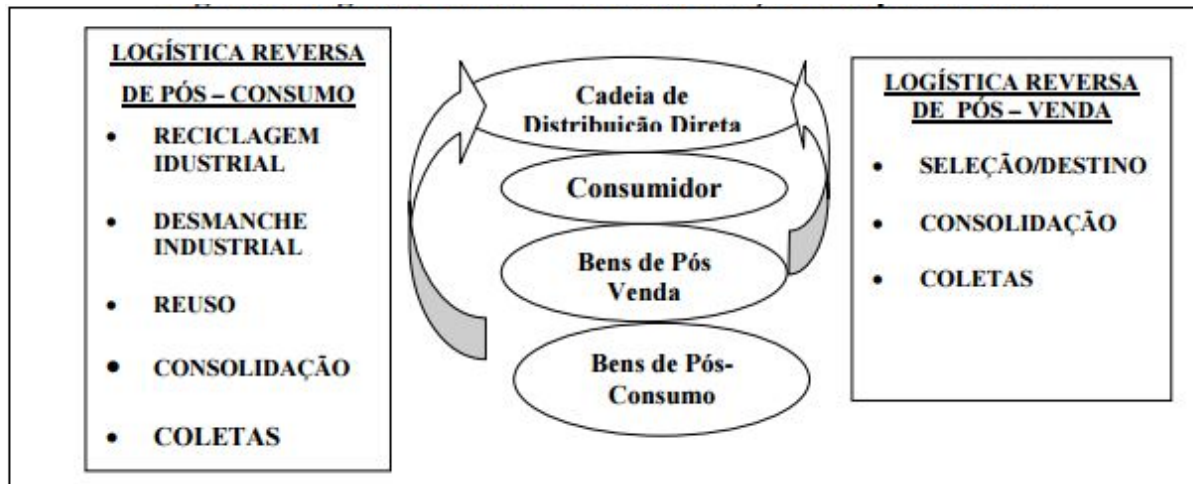 LOGÍSTICA REVERSA
DE PÓS – CONSUMO
• RECICLAGEM
IDUSTRIAL
• DESMANCHE
INDUSTRIAL
• REUSO
• CONSOLIDAÇÃO
• COLETAS
Cadeia de
Distribuição Direta
Consumidor
Bens de Pós
Venda
Bens de Pós-
Consumo
LOGÍSTICA REVERSA
DE PÓS – VENDA
• SELEÇÃO/DESTINO
• CONSOLIDAÇÃO
• COLETAS